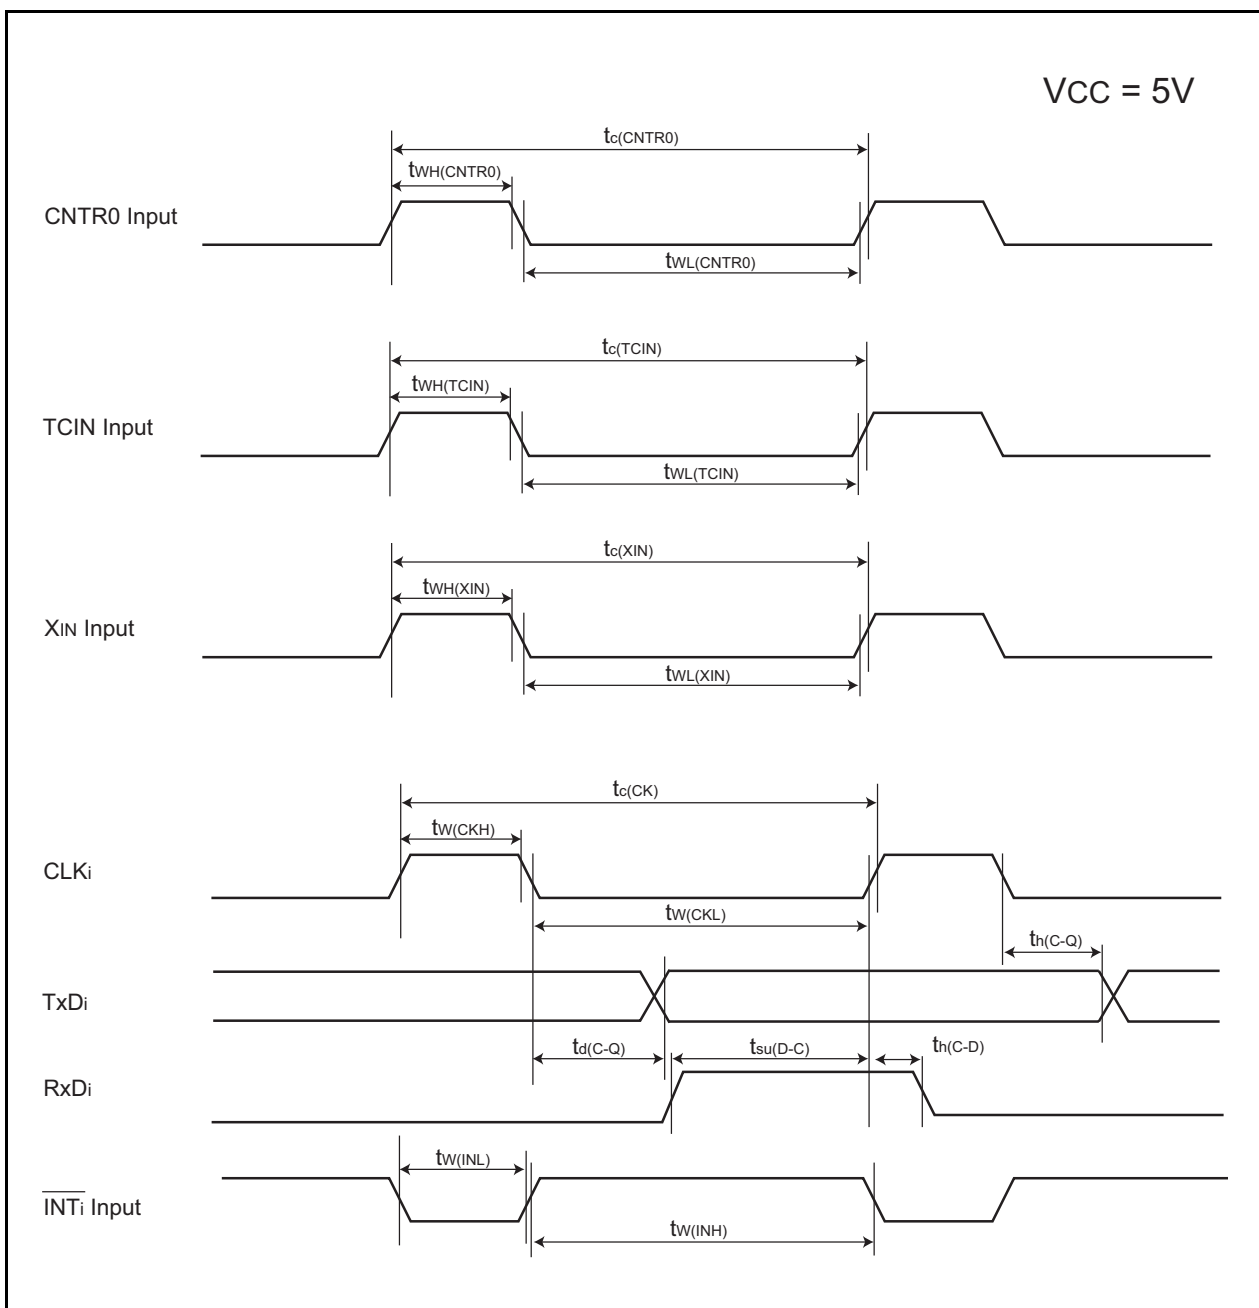 VCC = 5V
tc(CNTR0)
tWH(CNTR0)
CNTR0 Input
tWL(CNTR0)
tc(TCIN)
tWH(TCIN)
TCIN Input
tWL(TCIN)
tc(XIN)
tWH(XIN)
XIN Input
tWL(XIN)
tc(CK)
tW(CKH)
CLKi
tW(CKL)
th(C-Q)
TxDi
td(C-Q)
tsu(D-C)
th(C-D)
RxDi
tW(INL)
INTi Input
tW(INH)